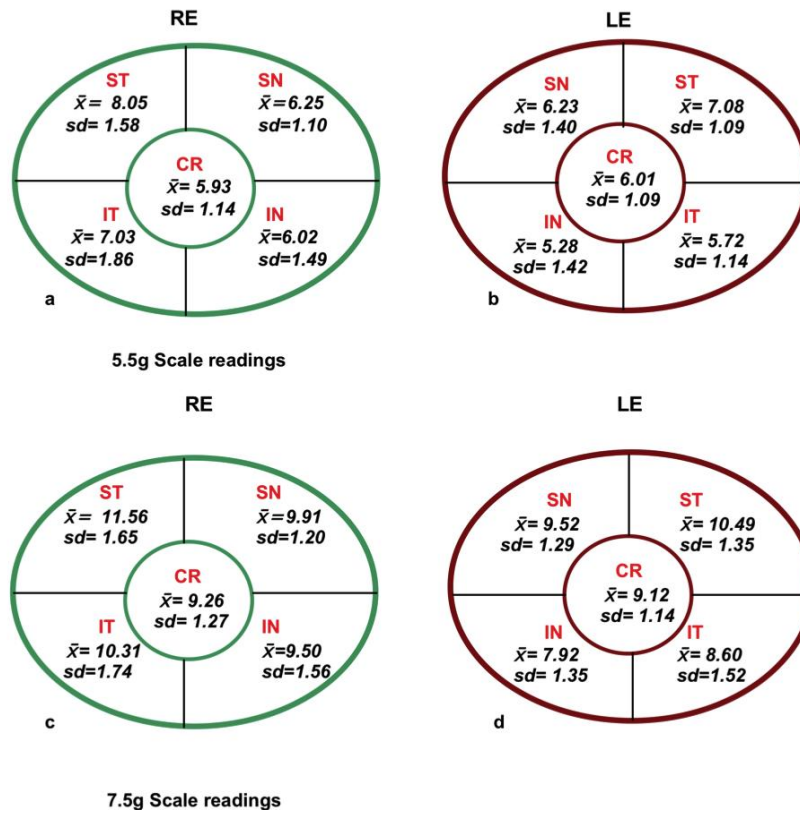 RE
LE
ST
x̄ = 8.05
sd= 1.58
SN
x̄ =6.25
sd=1.10
CR
x̄ = 5.93
sd= 1.14
IT
x̄ = 7.03
sd=1.86
IN
x̄ =6.02
sd=1.49
a
SN
x̄ = 6.23
sd= 1.40
ST
x̄ = 7.08
sd= 1.09
CR
x̄ = 6.01
sd= 1.09
IN
x̄ = 5.28
sd= 1.42
IT
x̄ = 5.72
sd= 1.14
b
5.5g Scale readings
RE
LE
ST
x̄ = 11.56
sd= 1.65
SN
x̄ =9.91
sd=1.20
CR
x̄ = 9.26
sd= 1.27
IT
x̄ = 10.31
sd=1.74
IN
x̄ = 9.50
sd=1.56
c
SN
x̄ = 9.52
sd= 1.29
ST
x̄ = 10.49
sd= 1.35
CR
x̄ = 9.12
sd= 1.14
IN
x̄ = 7.92
sd= 1.35
IT
x̄ = 8.60
sd=1.52
d
7.5g Scale readings